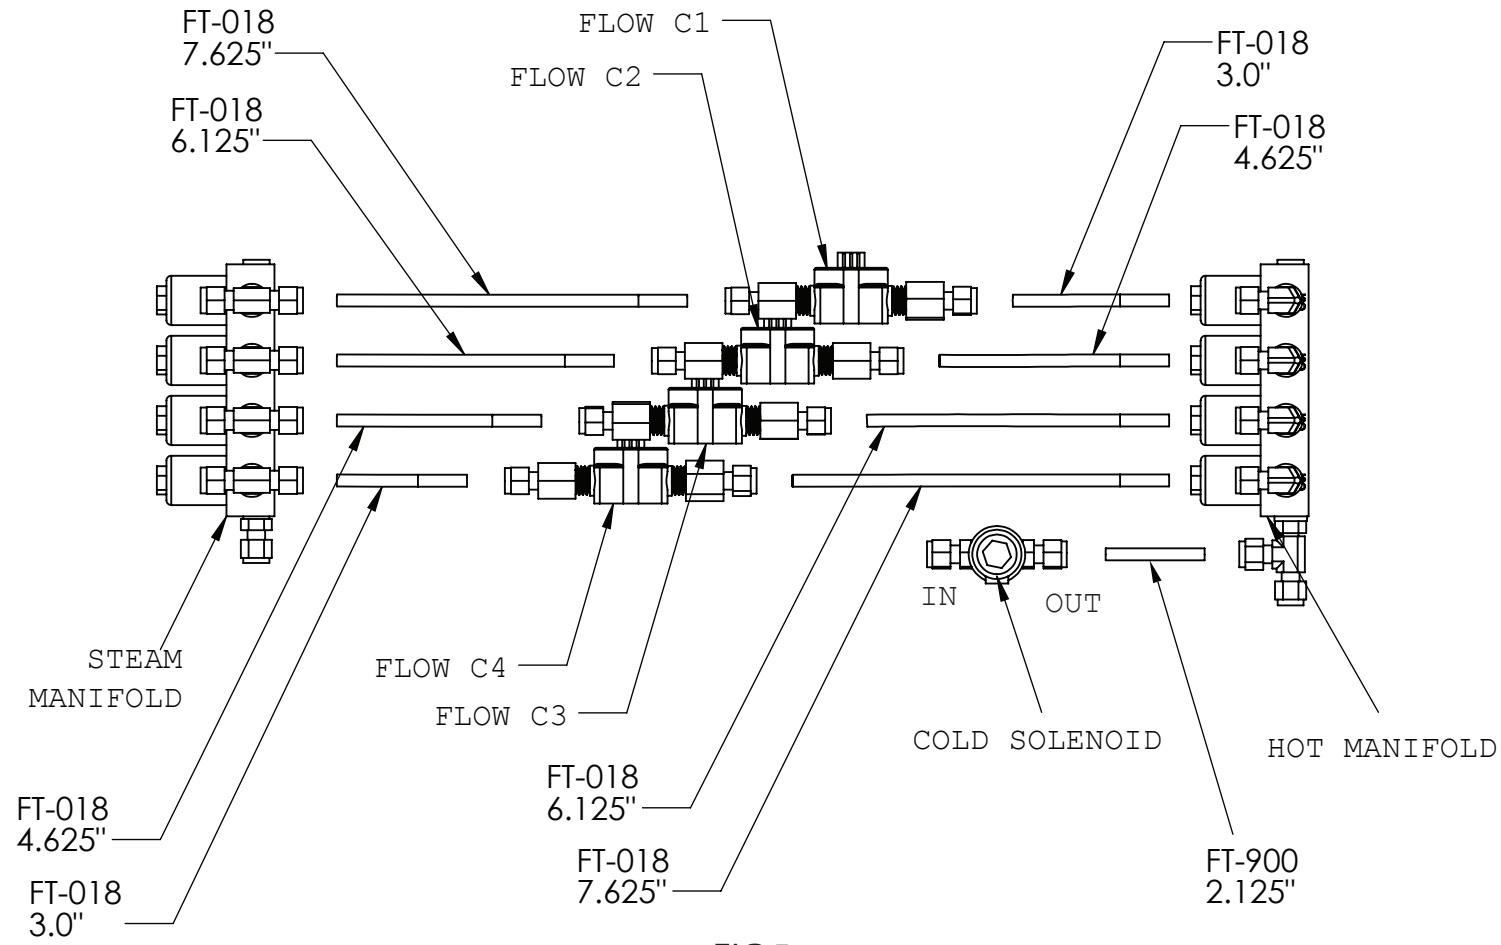 FT-018
7.625"
FLOW C1
FT-018
3.0"
FLOW C2
FT-018
6.125"
FT-018
4.625"
IN
OUT
STEAM
MANIFOLD
FLOW C4
FLOW C3
COLD SOLENOID
HOT MANIFOLD
FT-018
4.625"
FT-018
6.125"
FT-018
3.0"
FT-018
7.625"
FT-900
2.125"